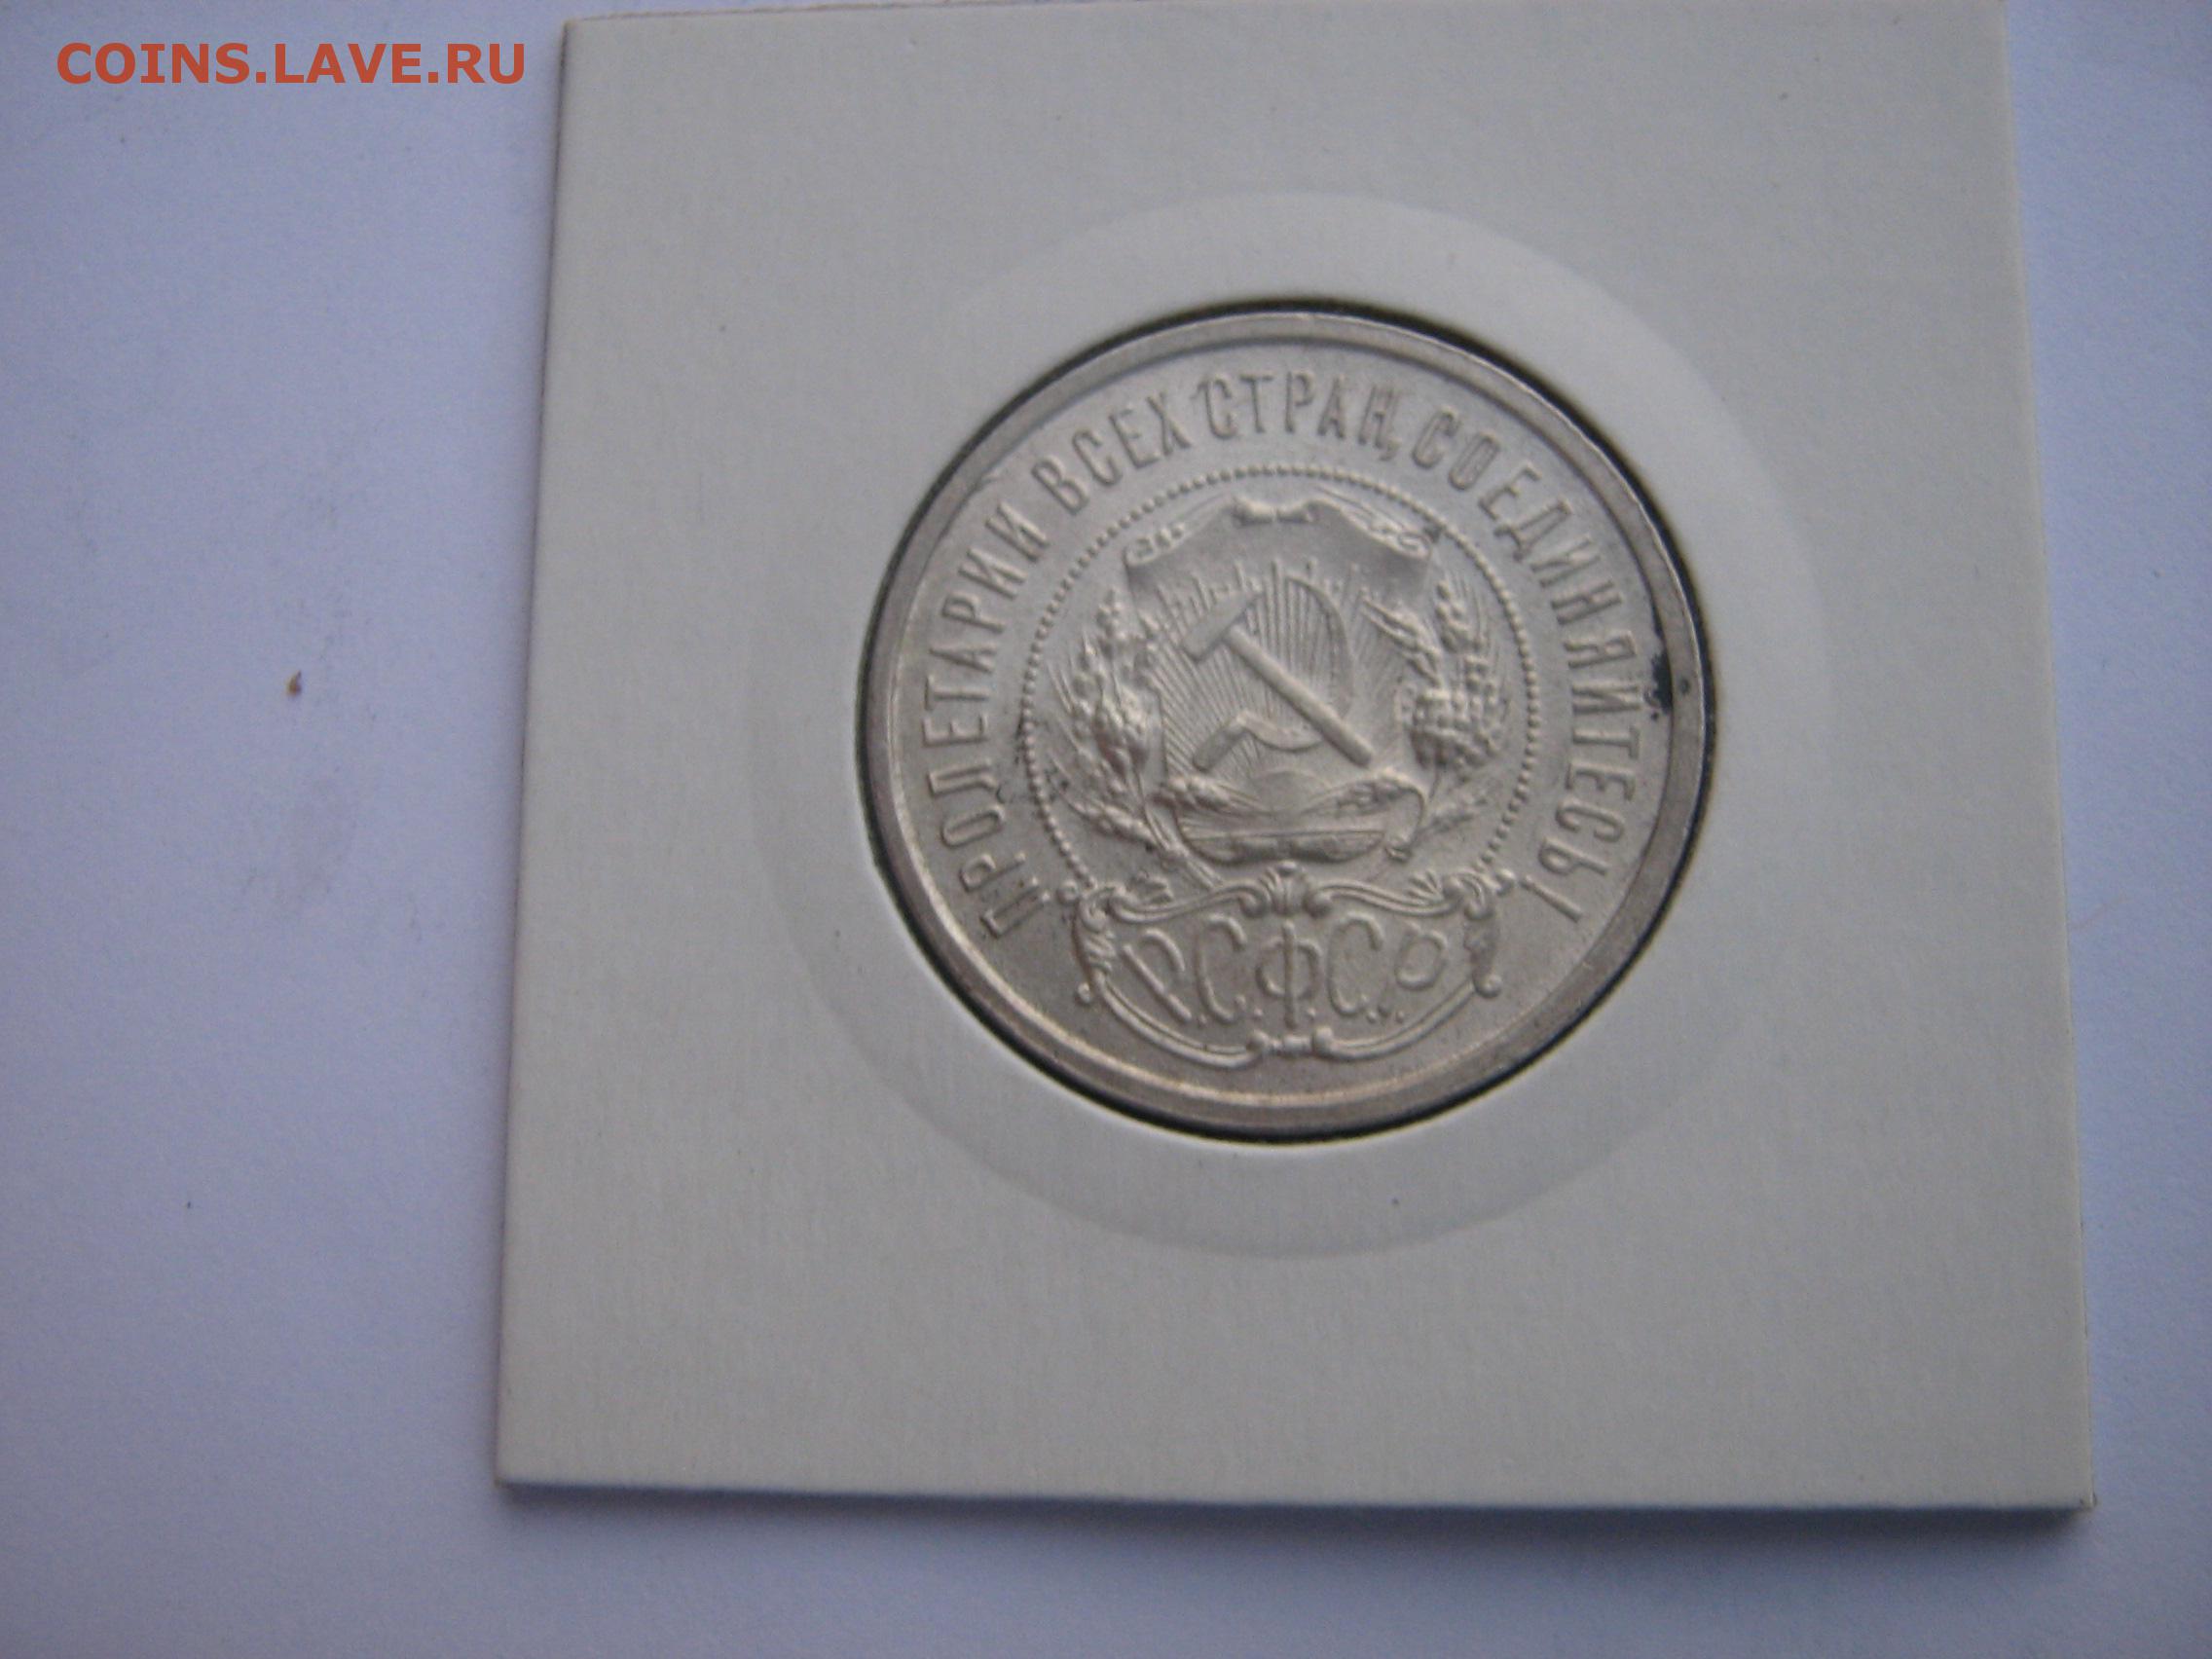 COINS.LAVE.RU
ПРОЛЕТАРИИ ВСЕХ СТРАН, СОЕДИНЯЙТЕСЬ!
Р.С.Ф.С.Р.